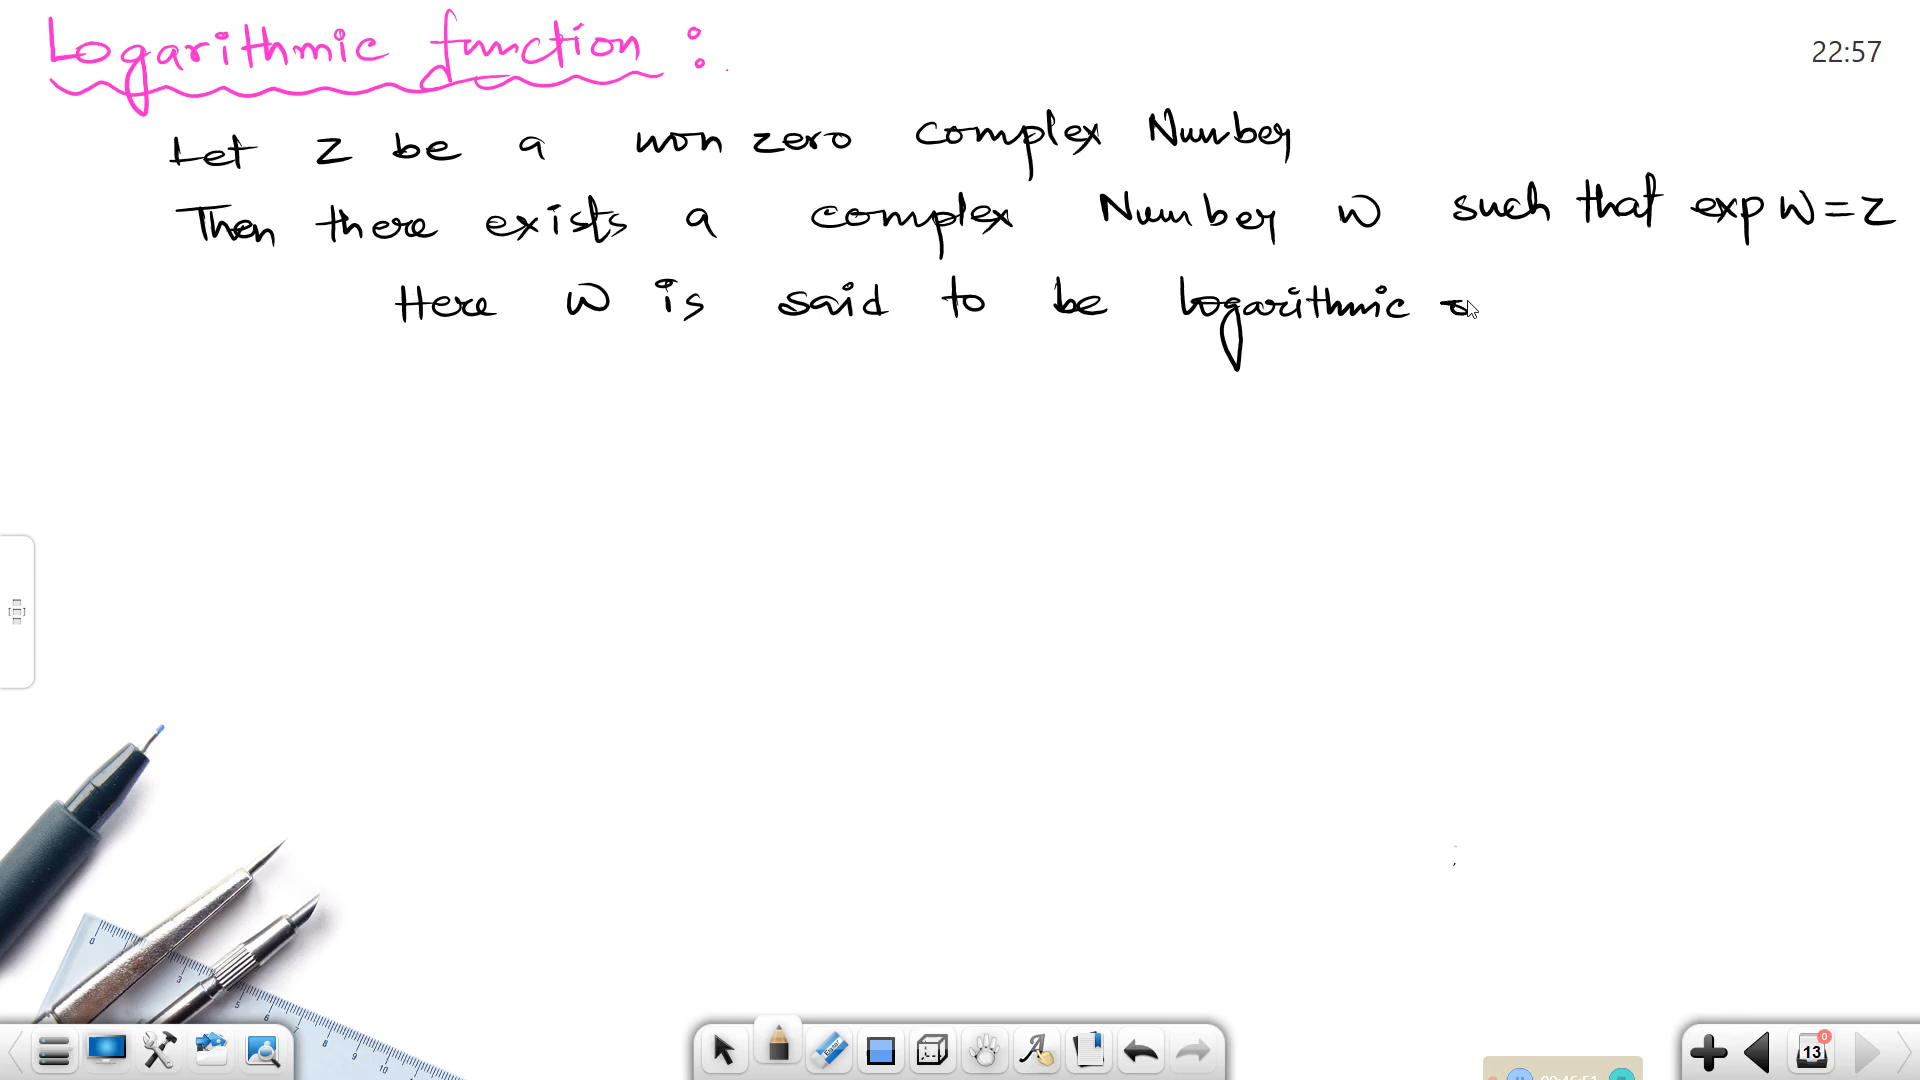 Logarithmic function :
22:57
Let z be a non zero complex Number
Then there exists a complex Number w such that exp w = z
Here w is said to be logarithmic
13
0